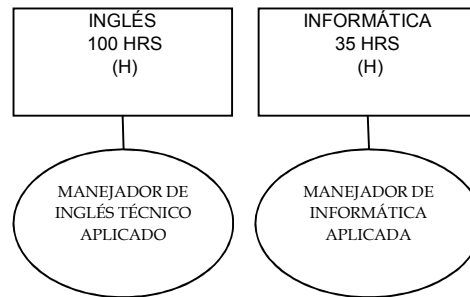 INGLÉS
100 HRS
(H)
INFORMÁTICA
35 HRS
(H)
MANEJADOR DE
INGLÉS TÉCNICO
APLICADO
MANEJADOR DE
INFORMÁTICA
APLICADA